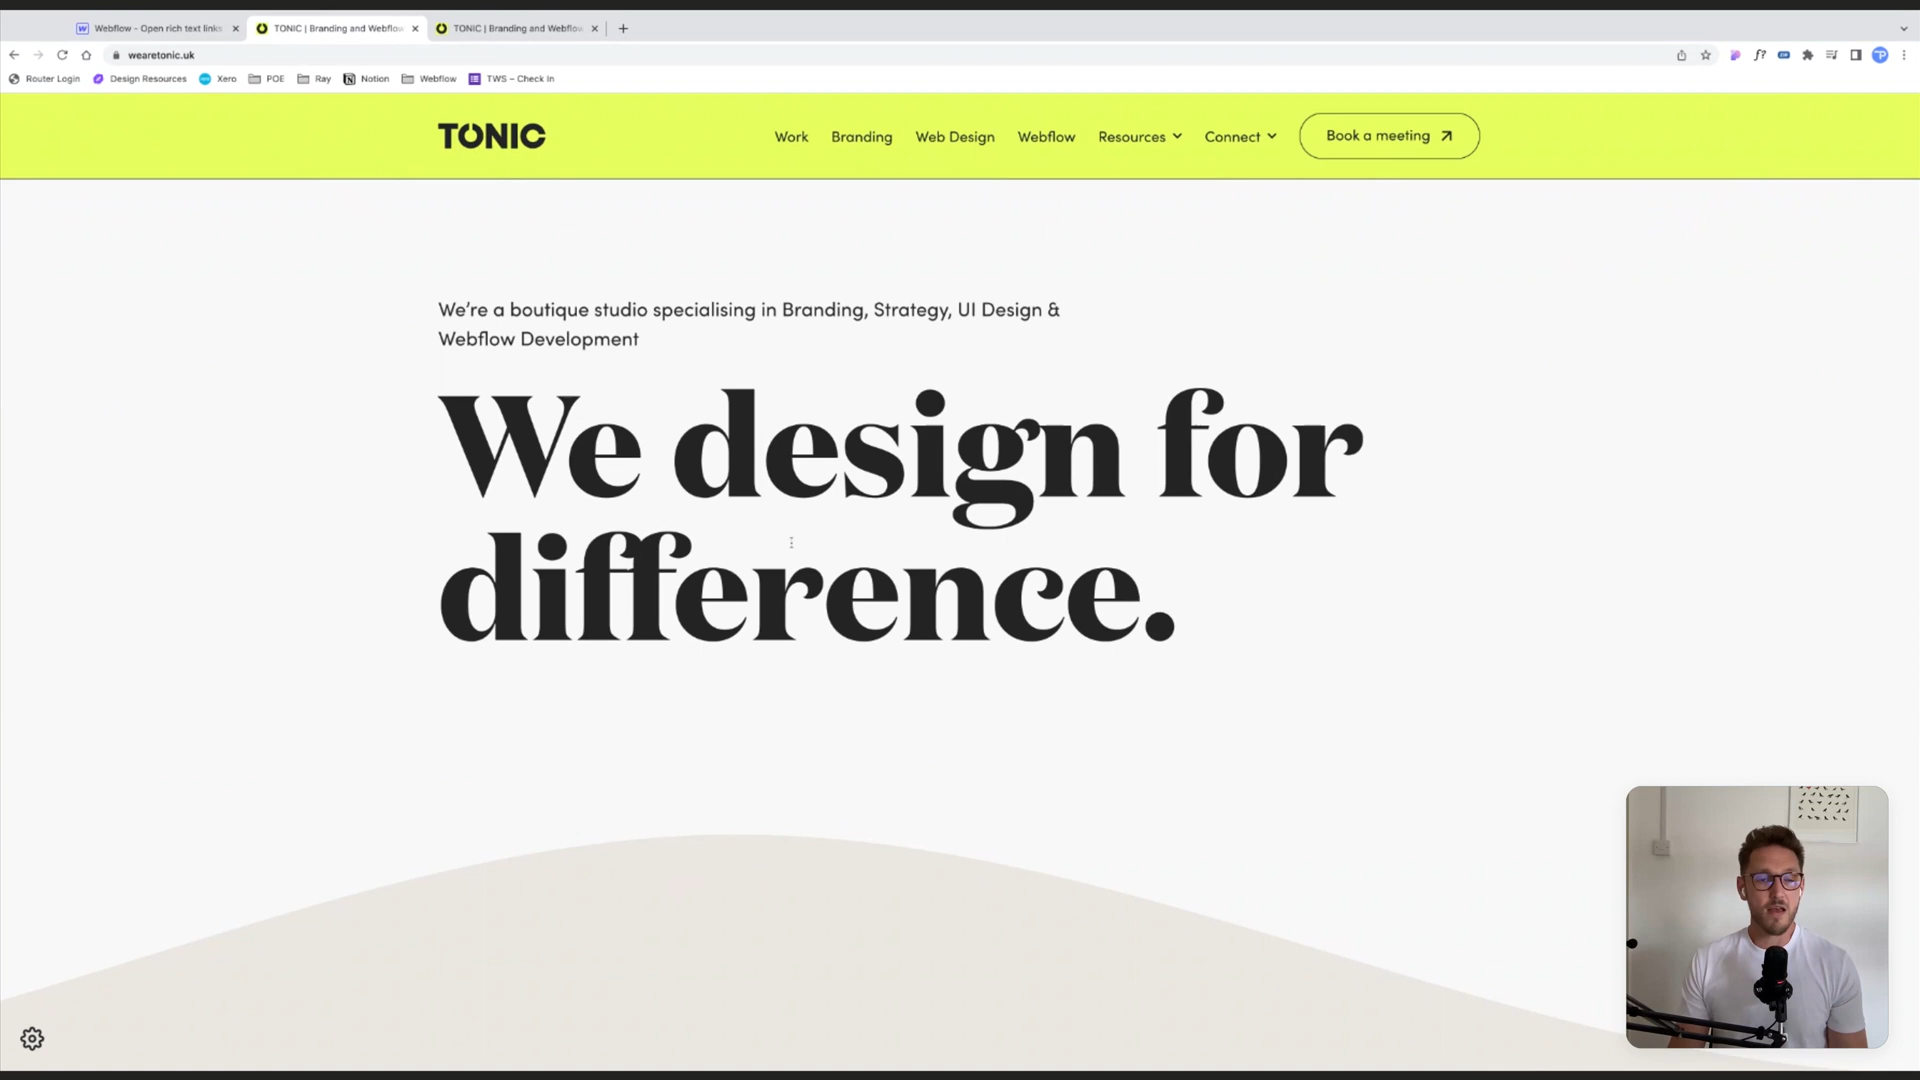 Webflow - Open rich text links
TONIC | Branding and Webflow
TONIC | Branding and Webflow
wearetonic.uk
Router Login
Design Resources
Xero
POE
Ray
Notion
Webflow
TWS – Check In
TONIC
Work
Branding
Web Design
Webflow
Resources
Connect
Book a meeting
We’re a boutique studio specialising in Branding, Strategy, UI Design &
Webflow Development
We design for
difference.